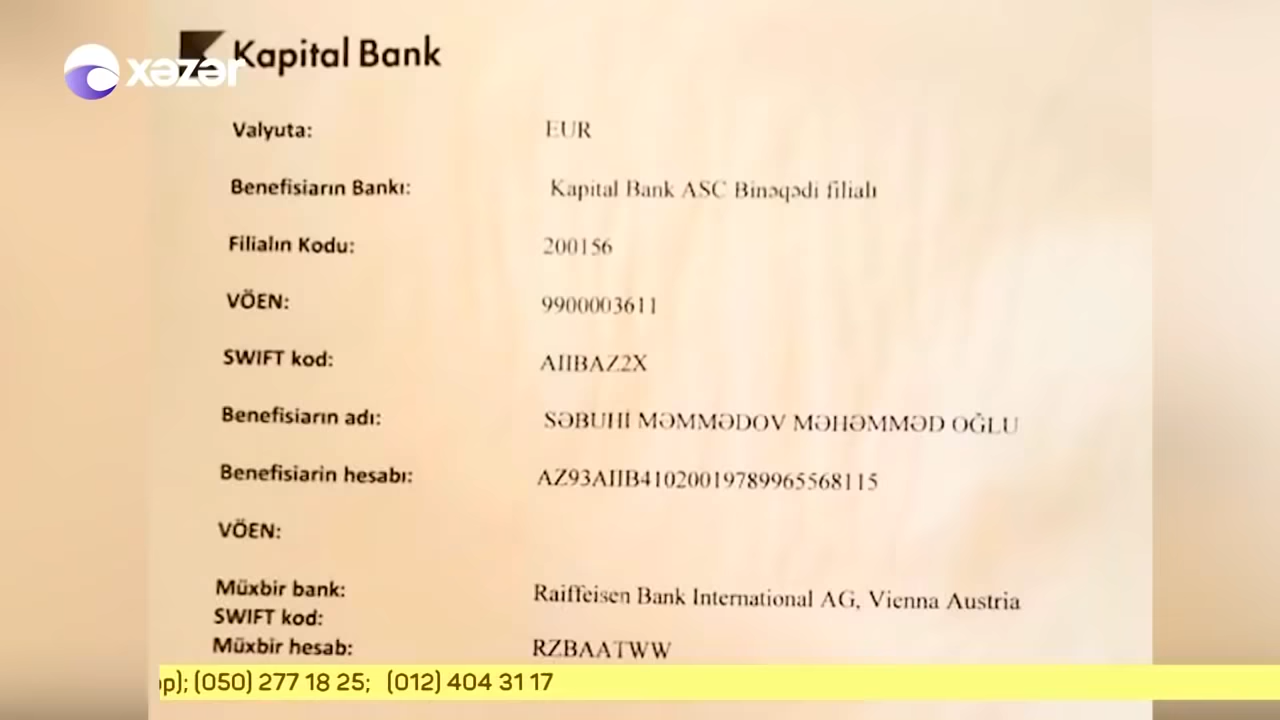 Kapital Bank
xəzər
Valyuta: EUR
Benefisiarın Bankı: Kapital Bank ASC Binəqədi filialı
Filialın Kodu: 200156
VÖEN: 9900003611
SWIFT kod: AIIBAZ2X
Benefisiarın adı: SƏBUHİ MƏMMƏDOV MƏHƏMMƏD OĞLU
Benefisiarin hesabı: AZ93AIIB41020019789965568115
VÖEN:
Müxbir bank: Raiffeisen Bank International AG, Vienna Austria
SWIFT kod:
Müxbir hesab: RZBAATWW
op); (050) 277 18 25; (012) 404 31 17